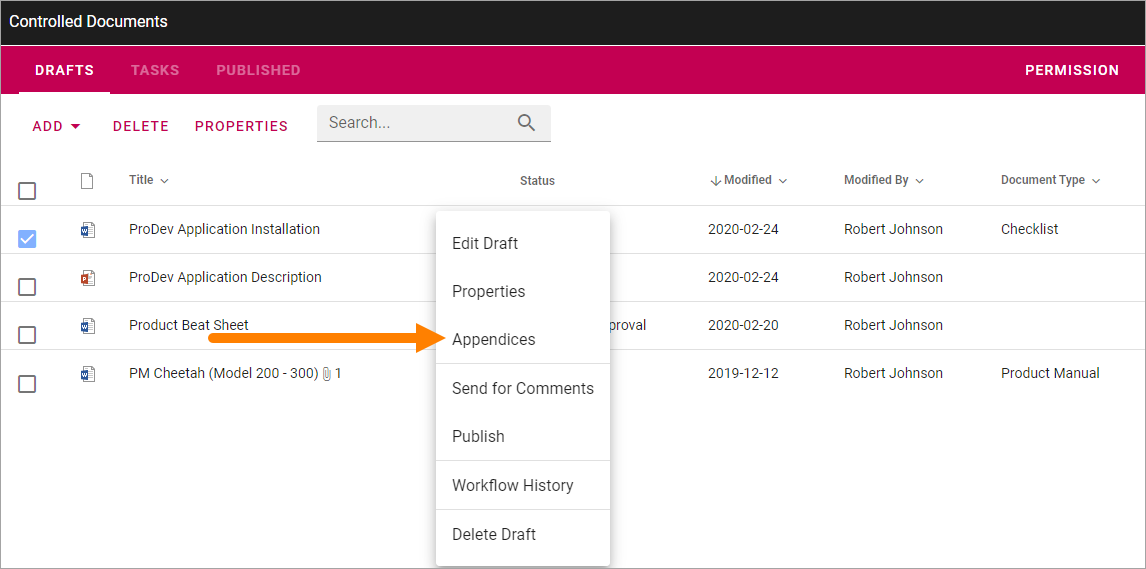 Controlled Documents
DRAFTS TASKS PUBLISHED PERMISSION
ADD DELETE PROPERTIES Search...
Title Status Modified Modified By Document Type
ProDev Application Installation 2020-02-24 Robert Johnson Checklist
Edit Draft
ProDev Application Description 2020-02-24 Robert Johnson
Properties
Product Beat Sheet proval 2020-02-20 Robert Johnson
Appendices
PM Cheetah (Model 200 - 300) 1 2019-12-12 Robert Johnson Product Manual
Send for Comments
Publish
Workflow History
Delete Draft